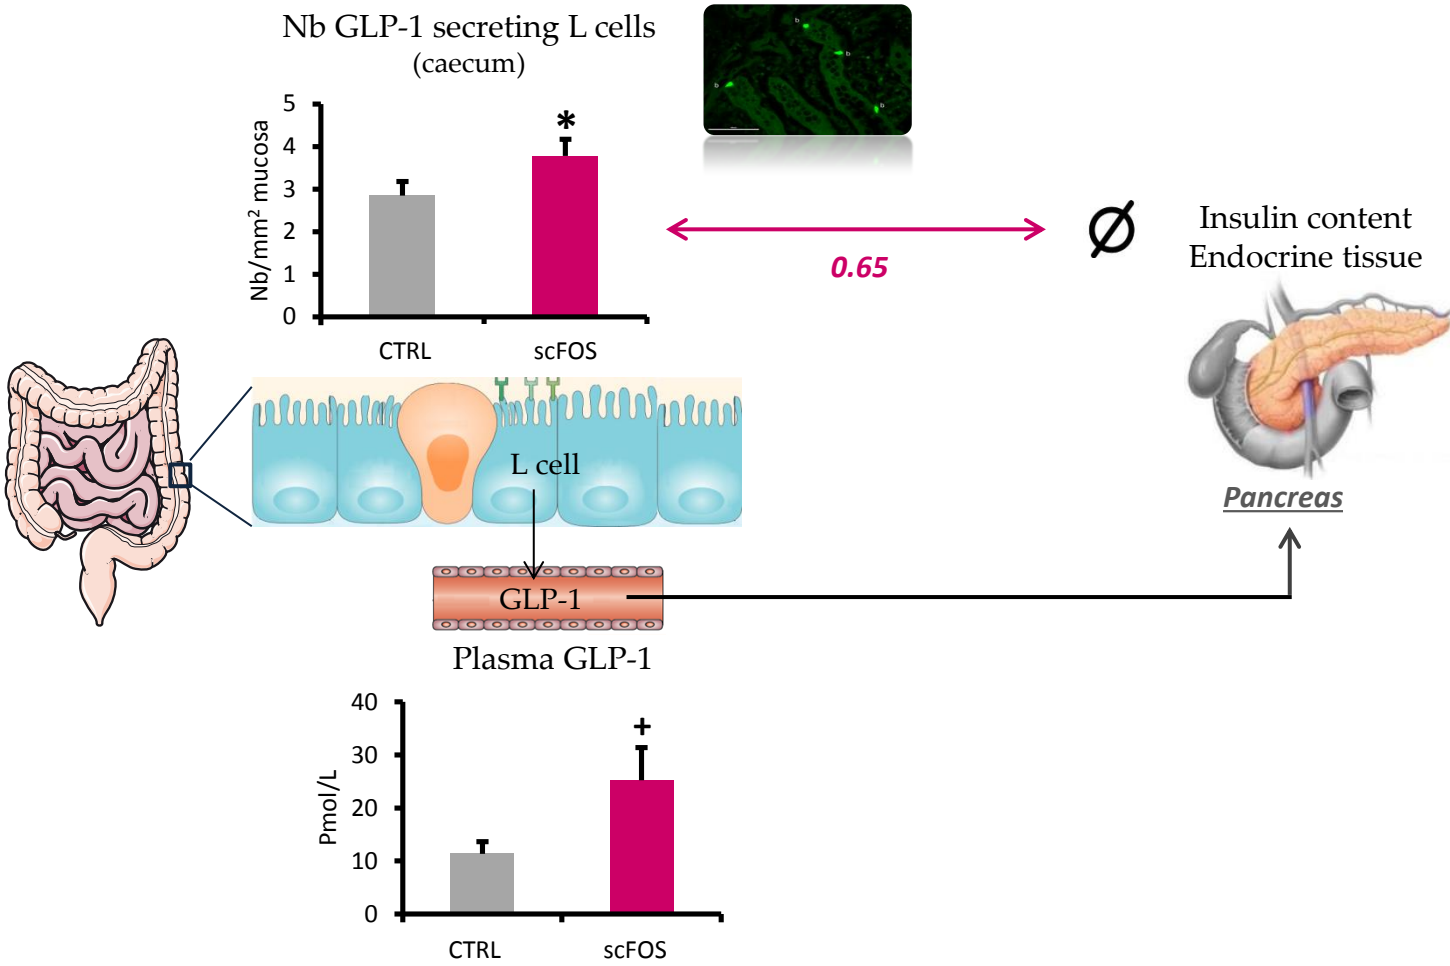 Nb GLP-1 secreting L cells
(caecum)
b
b
b
b
Nb/mm² mucosa
5
4
3
2
1
0
CTRL
scFOS
*
0.65
Ø
Insulin content
Endocrine tissue
Pancreas
L cell
GLP-1
Plasma GLP-1
Pmol/L
40
30
20
10
0
+
CTRL
scFOS